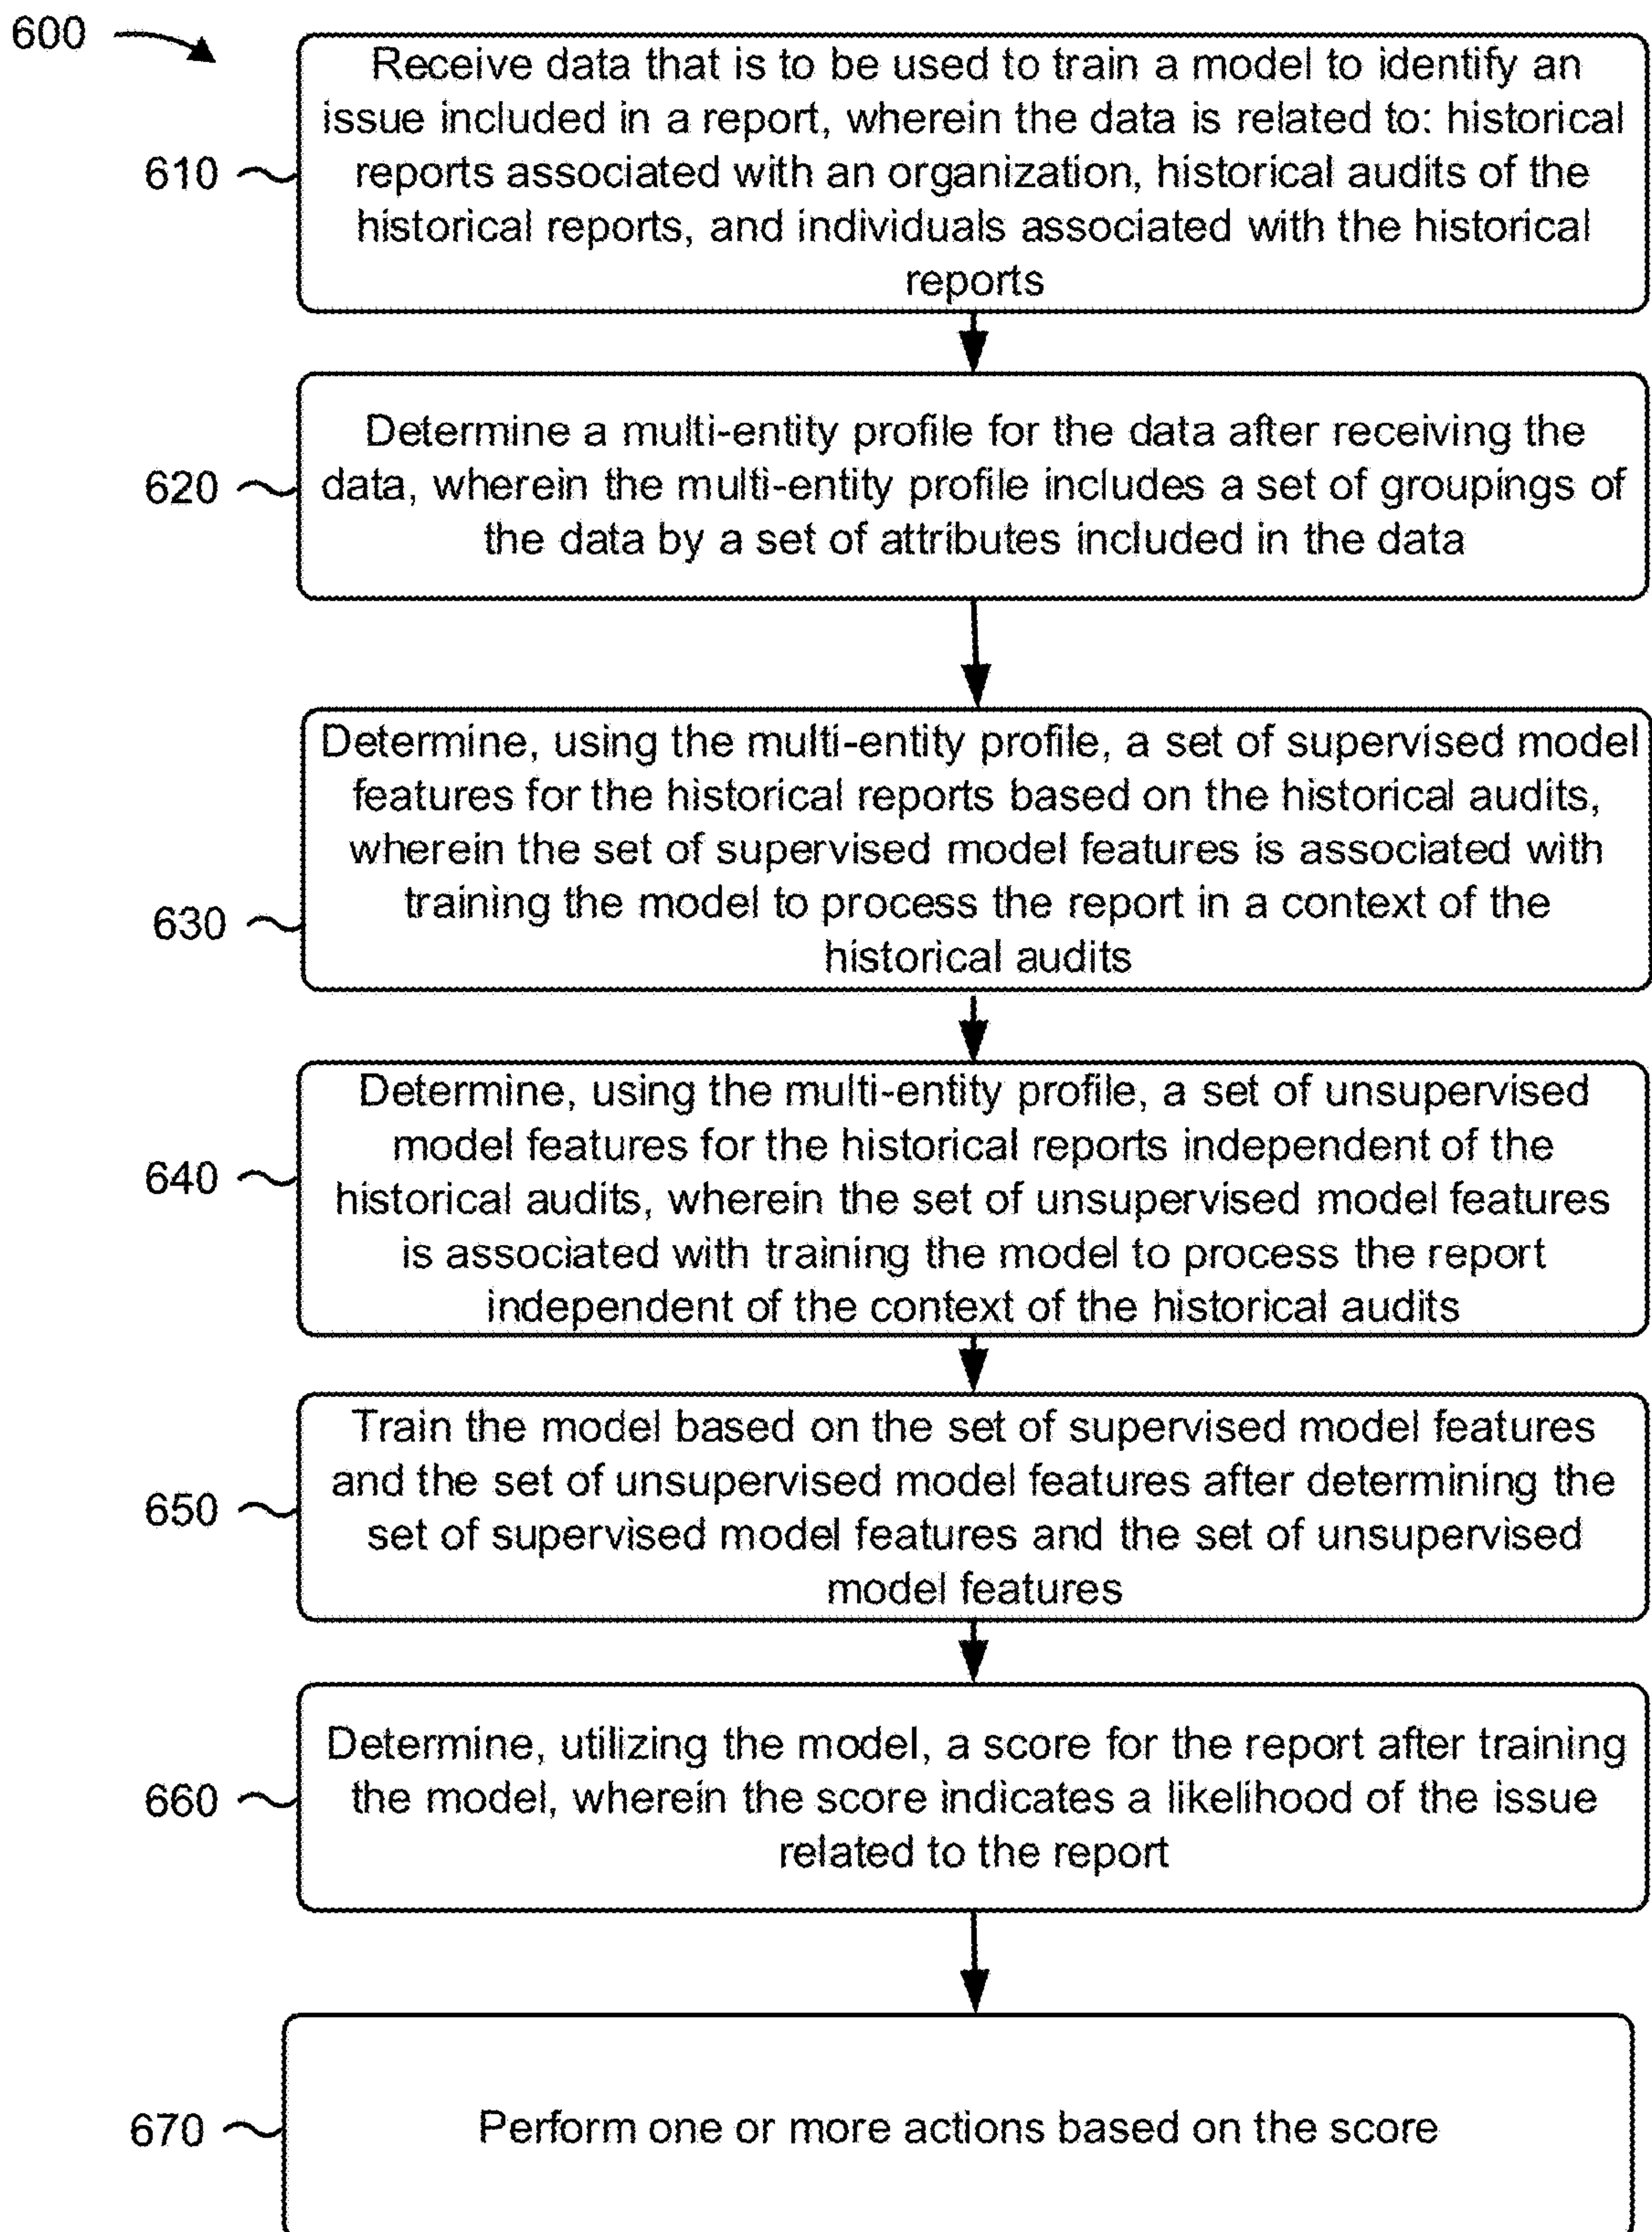 600
Receive data that is to be used to train a model to identify an
issue included in a report, wherein the data is related to: historical
610
reports associated with an organization, historical audits of the
historical reports, and individuals associated with the historical
reports
Determine a multi-entity profile for the data after receiving the
620
data, wherein the multi-entity profile includes a set of groupings of
the data by a set of attributes included in the data
Determine, using the multi-entity profile, a set of supervised model
features for the historical reports based on the historical audits,
wherein the set of supervised model features is associated with
630
training the model to process the report in a context of the
historical audits
Determine, using the multi-entity profile, a set of unsupervised
model features for the historical reports independent of the
640
historical audits, wherein the set of unsupervised model features
is associated with training the model to process the report
independent of the context of the historical audits
Train the model based on the set of supervised model features
and the set of unsupervised model features after determining the
650
set of supervised model features and the set of unsupervised
model features
Determine, utilizing the model, a score for the report after training
660
the model, wherein the score indicates a likelihood of the issue
related to the report
670
Perform one or more actions based on the score